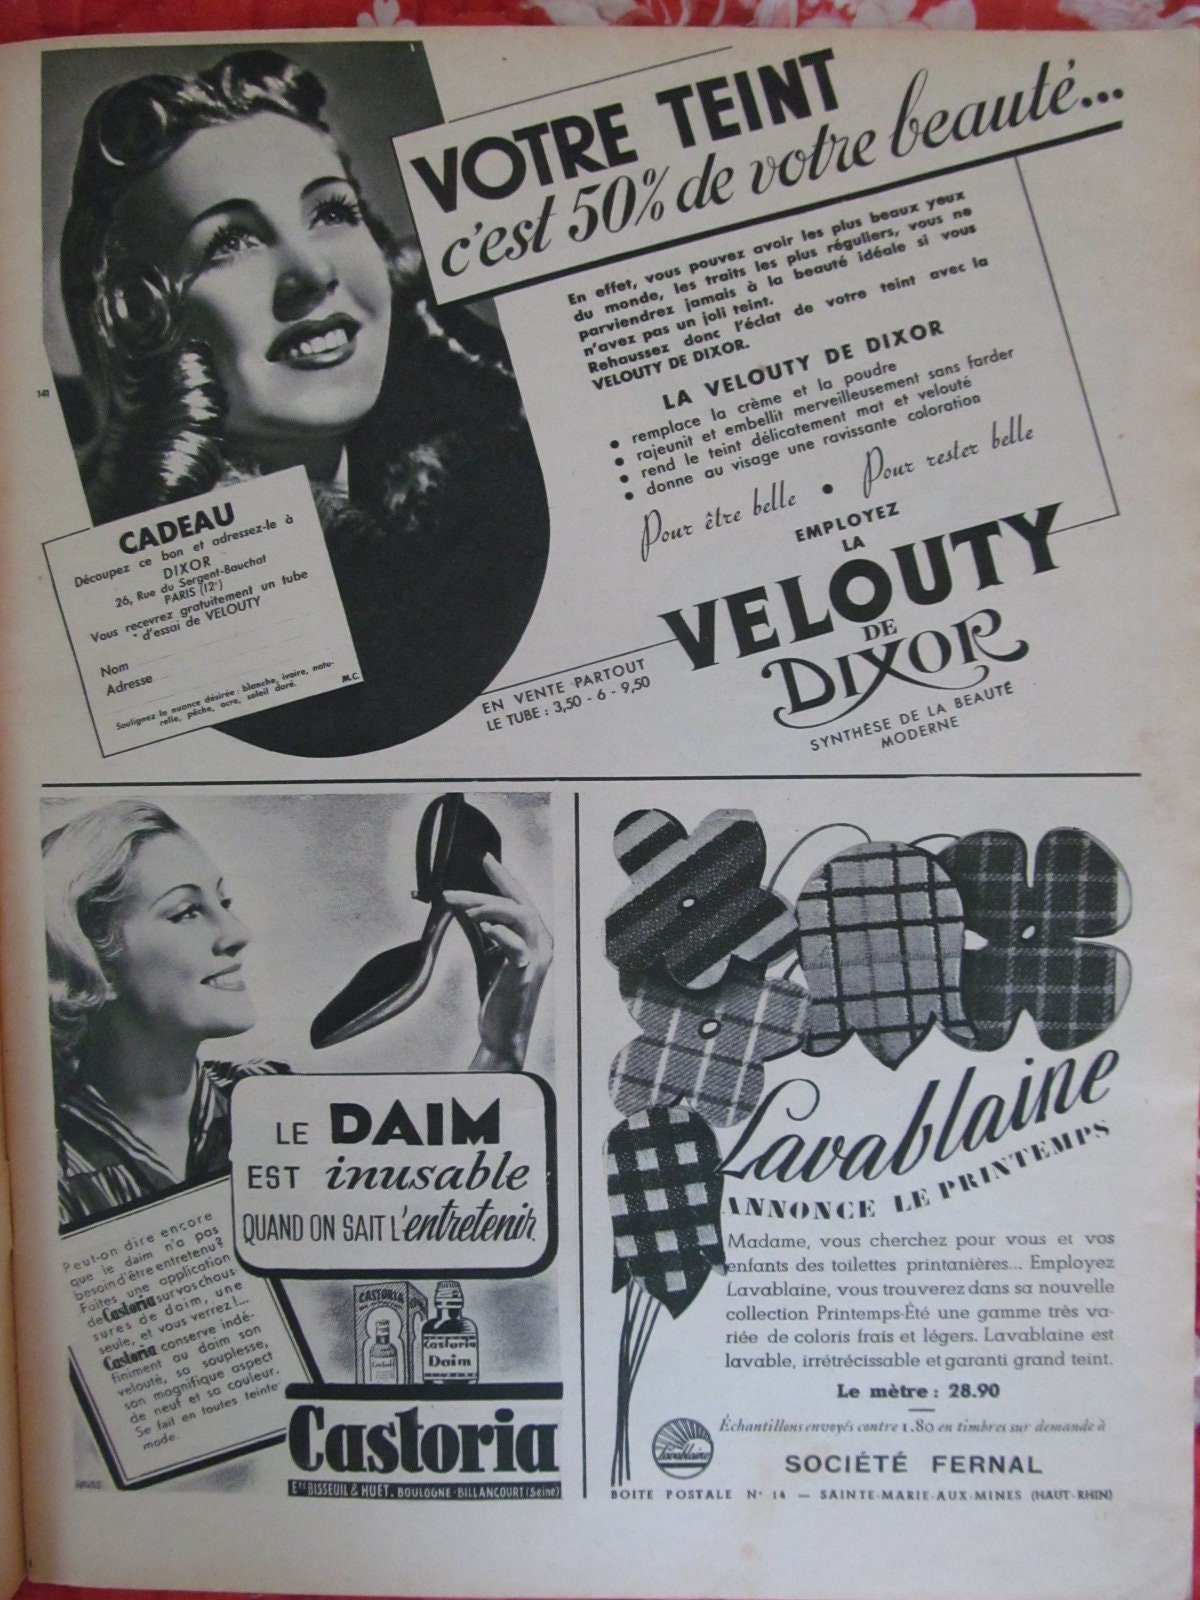 VOTRE TEINT
c'est 50% de votre beauté...
En effet, vous pouvez avoir les plus beaux yeux
du monde, les traits les plus réguliers, vous ne
parviendrez jamais à la beauté idéale si vous
n'avez pas un joli teint.
Rehaussez donc l'éclat de votre teint avec la
VELOUTY DE DIXOR.
LA VELOUTY DE DIXOR
• remplace la crème et la poudre
• rajeunit et embellit merveilleusement sans farder
• rend le teint délicatement mat et velouté
• donne au visage une ravissante coloration
Pour être belle • Pour rester belle
EMPLOYEZ
LA
VELOUTY
DE
DIXOR
SYNTHÈSE DE LA BEAUTÉ
MODERNE
EN VENTE PARTOUT
LE TUBE : 3,50 - 6 - 9,50
141
CADEAU
Découpez ce bon et adressez-le à
DIXOR
26, Rue du Sergent-Bauchat
PARIS (12e)
Vous recevrez gratuitement un tube
d'essai de VELOUTY
Nom
Adresse
Soulignez la nuance désirée : blanche, ivoire, natu-
relle, pêche, ocre, soleil doré.
M.C.
LE DAIM
EST inusable
QUAND ON SAIT L'entretenir.
Peut-on dire encore
que le daim n'a pas
besoin d'être entretenu?
Faites une application
de Castoria sur vos chaus-
sures de daim, une
seule, et vous verrez !...
Castoria conserve indé-
finiment au daim son
velouté, sa souplesse,
son magnifique aspect
de neuf et sa couleur.
Se fait en toutes teinte
mode.
HAVAS
CASTORIA
Castoria
Daim
Castoria
Ets BISSEUIL & HUET, BOULOGNE-BILLANCOURT (Seine)
Lavablaine
ANNONCE LE PRINTEMPS
Madame, vous cherchez pour vous et vos
enfants des toilettes printanières... Employez
Lavablaine, vous trouverez dans sa nouvelle
collection Printemps-Été une gamme très va-
riée de coloris frais et légers. Lavablaine est
lavable, irrétrécissable et garanti grand teint.
Le mètre : 28.90
Échantillons envoyés contre 1.80 en timbres sur demande à
Lavablaine
SOCIÉTÉ FERNAL
BOITE POSTALE N° 14 — SAINTE-MARIE-AUX-MINES (HAUT-RHIN)